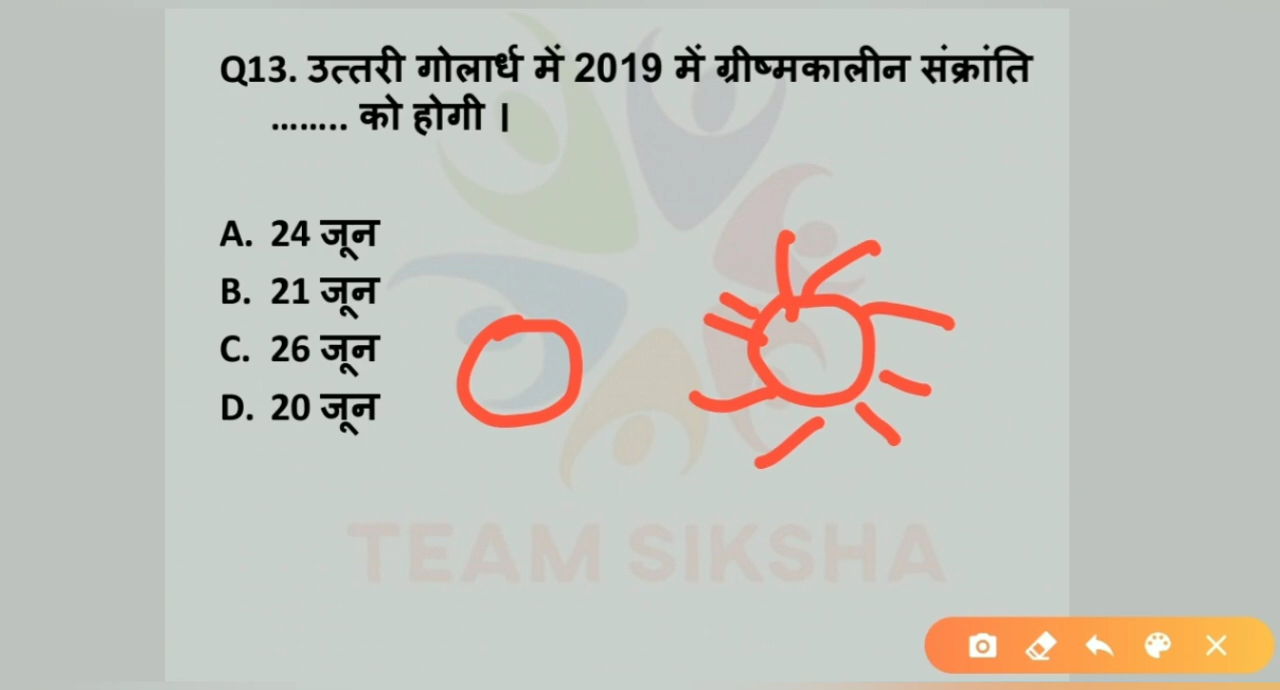 Q13. उत्तरी गोलार्ध में 2019 में ग्रीष्मकालीन संक्रांति
........ को होगी ।
A. 24 जून
B. 21 जून
C. 26 जून
D. 20 जून
TEAM SIKSHA